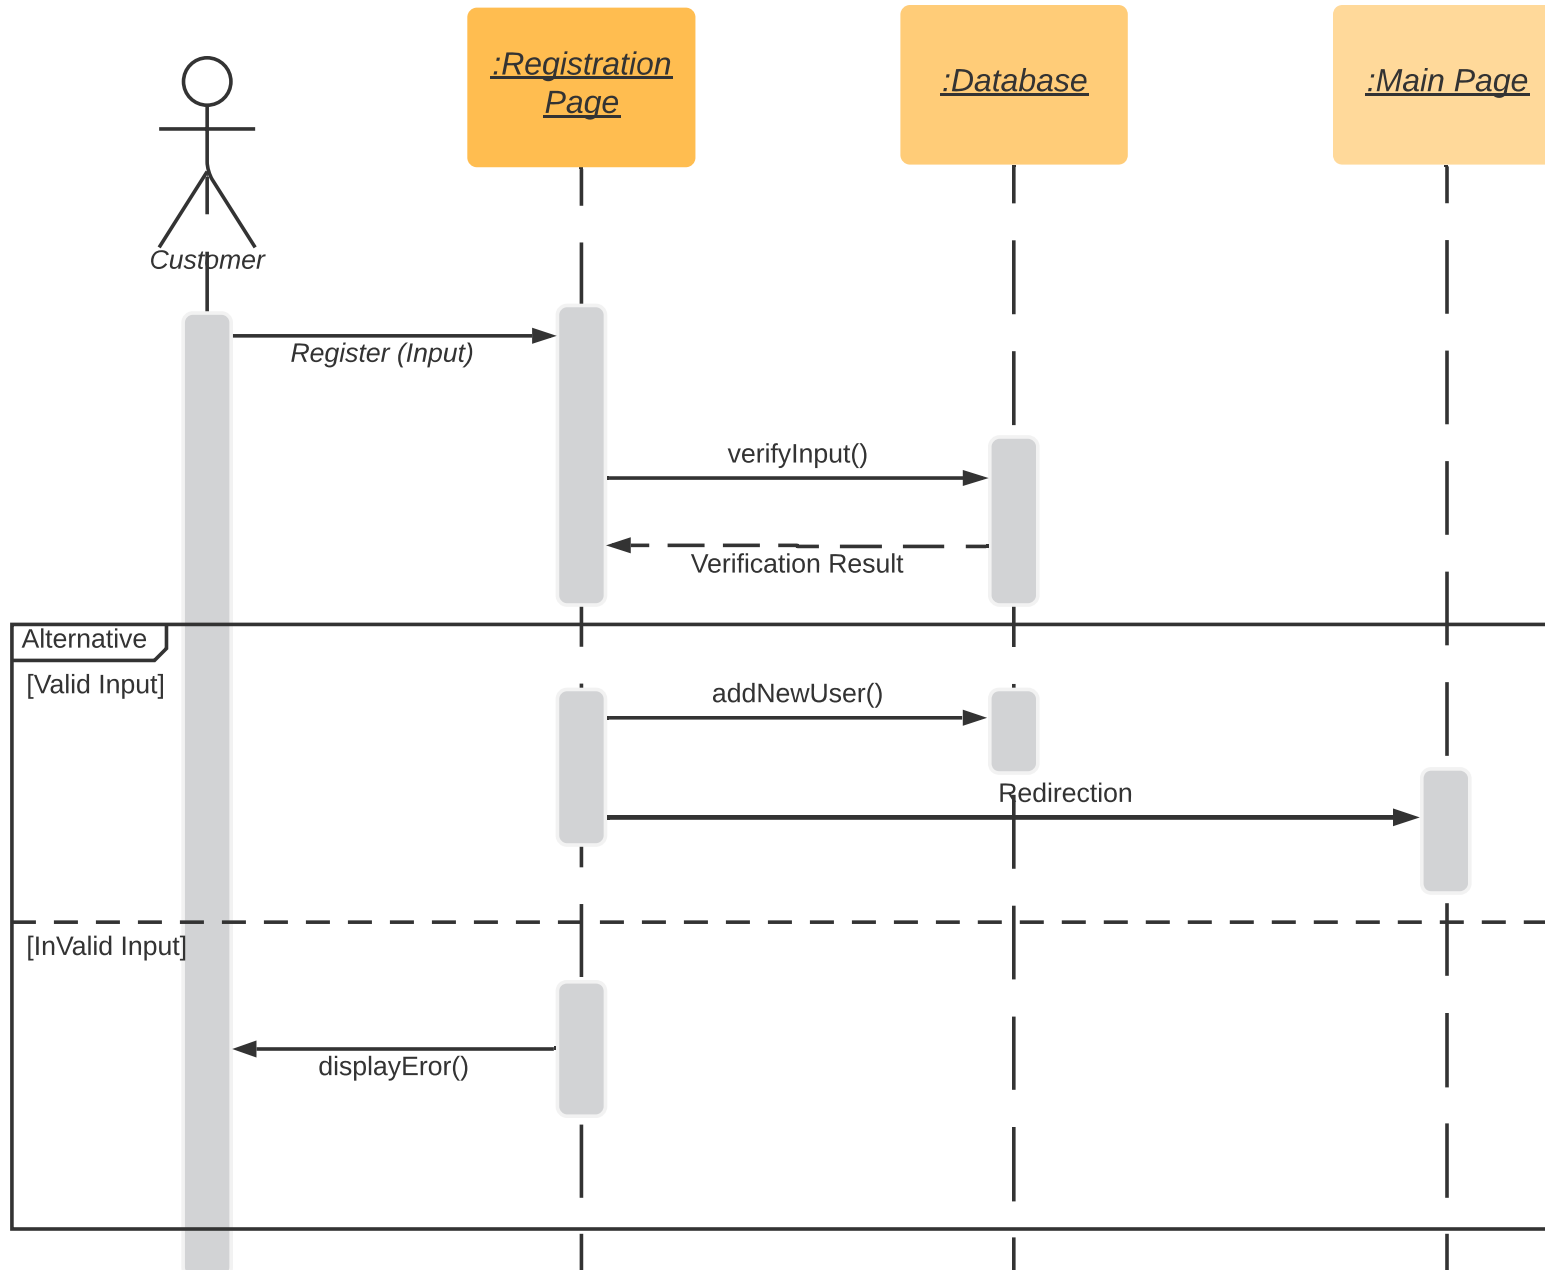 :Registration
Page
:Database
:Main Page
Customer
Register (Input)
verifyInput()
Verification Result
Alternative
[Valid Input]
addNewUser()
Redirection
[InValid Input]
displayEror()